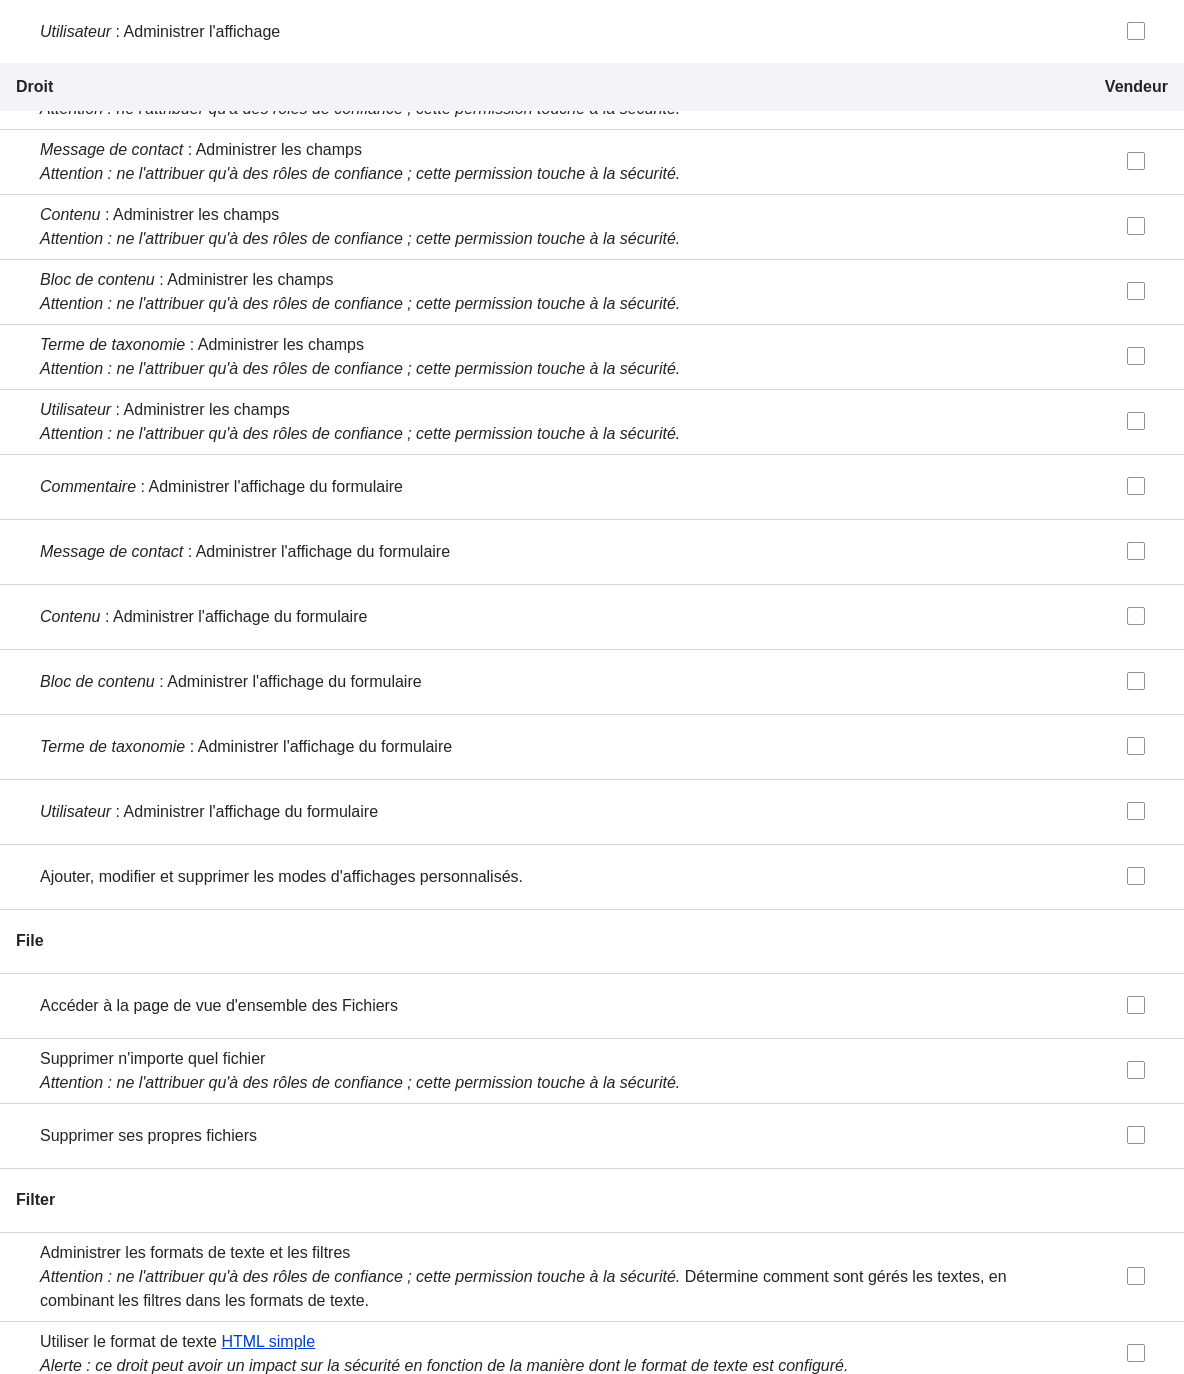 Utilisateur : Administrer l'affichage
Droit Vendeur
Attention : ne l'attribuer qu'à des rôles de confiance ; cette permission touche à la sécurité.
Message de contact : Administrer les champs
Attention : ne l'attribuer qu'à des rôles de confiance ; cette permission touche à la sécurité.
Contenu : Administrer les champs
Attention : ne l'attribuer qu'à des rôles de confiance ; cette permission touche à la sécurité.
Bloc de contenu : Administrer les champs
Attention : ne l'attribuer qu'à des rôles de confiance ; cette permission touche à la sécurité.
Terme de taxonomie : Administrer les champs
Attention : ne l'attribuer qu'à des rôles de confiance ; cette permission touche à la sécurité.
Utilisateur : Administrer les champs
Attention : ne l'attribuer qu'à des rôles de confiance ; cette permission touche à la sécurité.
Commentaire : Administrer l'affichage du formulaire
Message de contact : Administrer l'affichage du formulaire
Contenu : Administrer l'affichage du formulaire
Bloc de contenu : Administrer l'affichage du formulaire
Terme de taxonomie : Administrer l'affichage du formulaire
Utilisateur : Administrer l'affichage du formulaire
Ajouter, modifier et supprimer les modes d'affichages personnalisés.
File
Accéder à la page de vue d'ensemble des Fichiers
Supprimer n'importe quel fichier
Attention : ne l'attribuer qu'à des rôles de confiance ; cette permission touche à la sécurité.
Supprimer ses propres fichiers
Filter
Administrer les formats de texte et les filtres
Attention : ne l'attribuer qu'à des rôles de confiance ; cette permission touche à la sécurité. Détermine comment sont gérés les textes, en
combinant les filtres dans les formats de texte.
Utiliser le format de texte HTML simple
Alerte : ce droit peut avoir un impact sur la sécurité en fonction de la manière dont le format de texte est configuré.